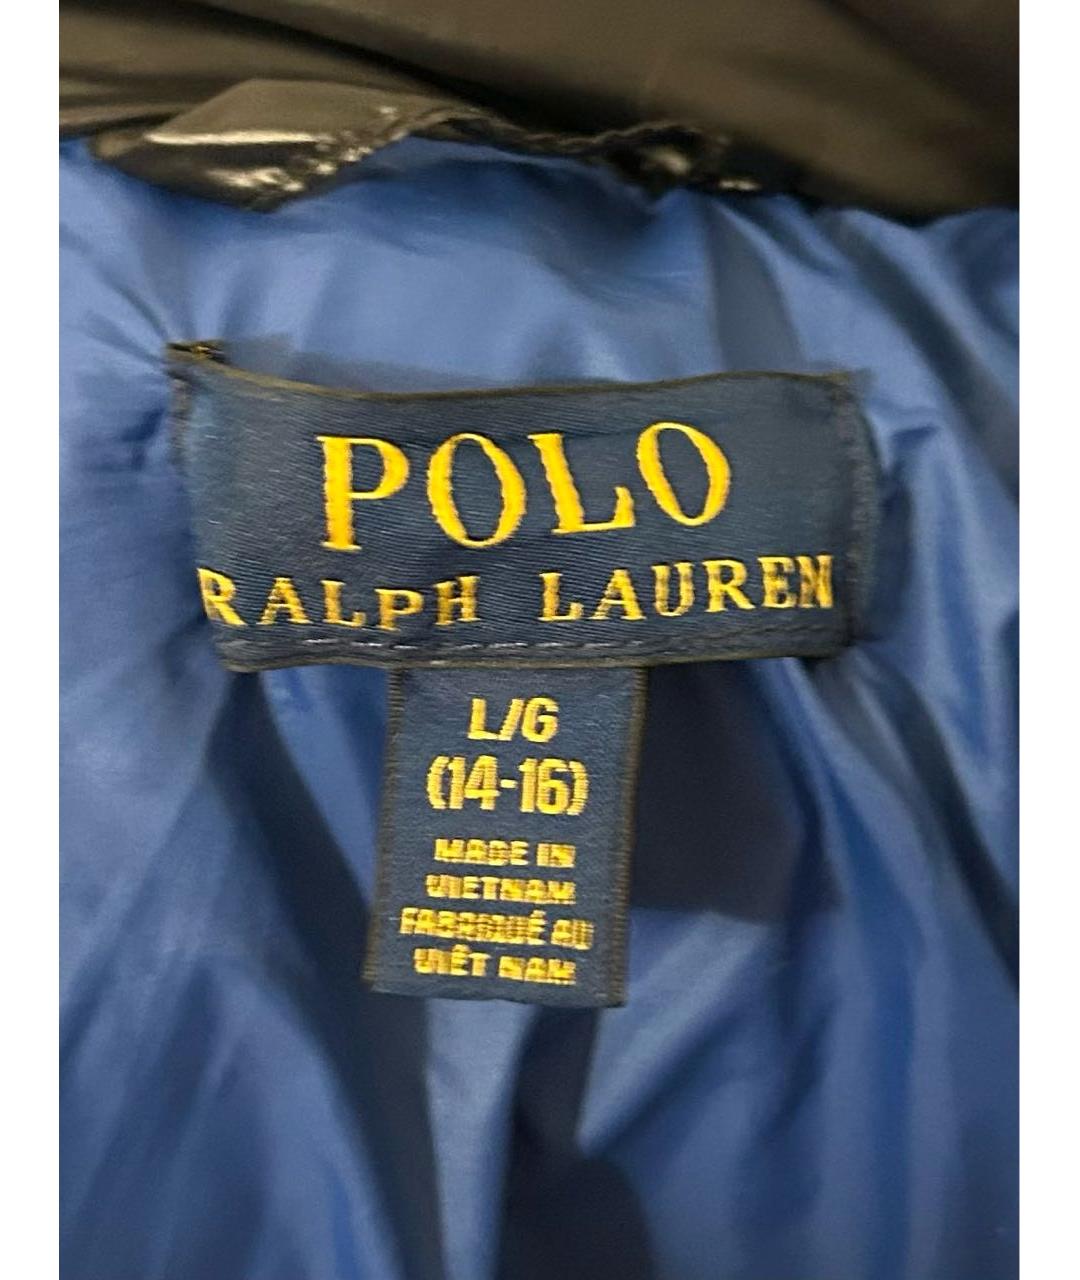 POLO
RALPH LAUREN
L/G
(14-16)
MADE IN
VIETNAM
FABRIQUÉ AU
VIÊT NAM